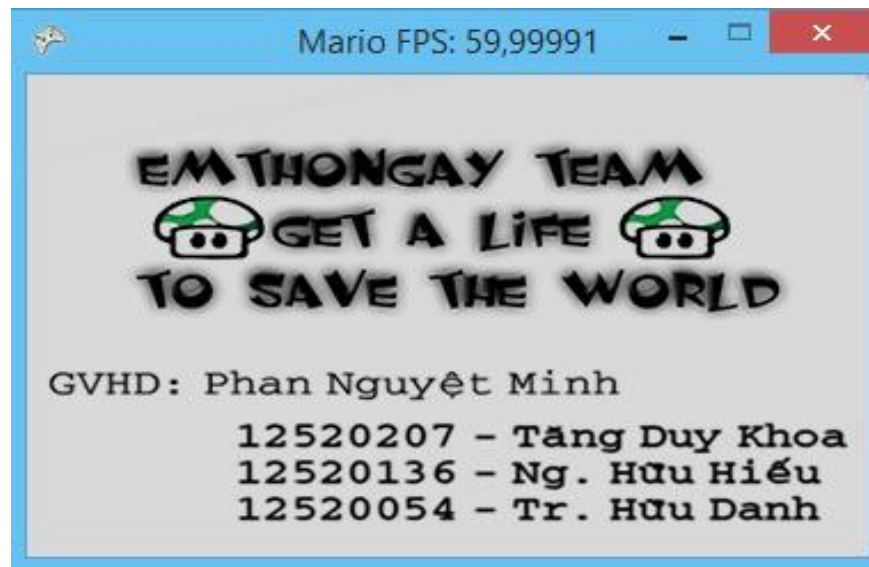 Mario FPS: 59,99991
EMTHONGAY TEAM
GET A LiFE
TO SAVE THE WORLD
GVHD: Phan Nguyệt Minh
12520207 - Tăng Duy Khoa
12520136 - Ng. Hữu Hiếu
12520054 - Tr. Hữu Danh